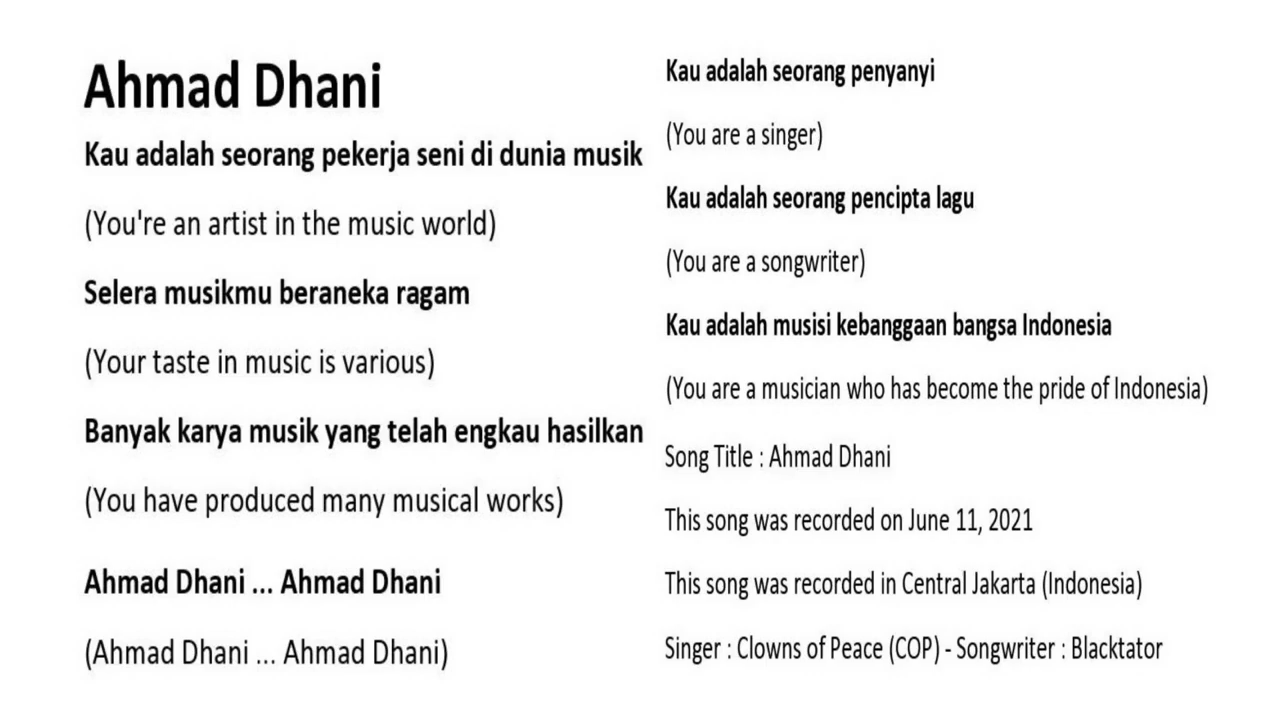 Ahmad Dhani
Kau adalah seorang pekerja seni di dunia musik
(You're an artist in the music world)
Selera musikmu beraneka ragam
(Your taste in music is various)
Banyak karya musik yang telah engkau hasilkan
(You have produced many musical works)
Ahmad Dhani ... Ahmad Dhani
(Ahmad Dhani ... Ahmad Dhani)
Kau adalah seorang penyanyi
(You are a singer)
Kau adalah seorang pencipta lagu
(You are a songwriter)
Kau adalah musisi kebanggaan bangsa Indonesia
(You are a musician who has become the pride of Indonesia)
Song Title : Ahmad Dhani
This song was recorded on June 11, 2021
This song was recorded in Central Jakarta (Indonesia)
Singer : Clowns of Peace (COP) - Songwriter : Blacktator